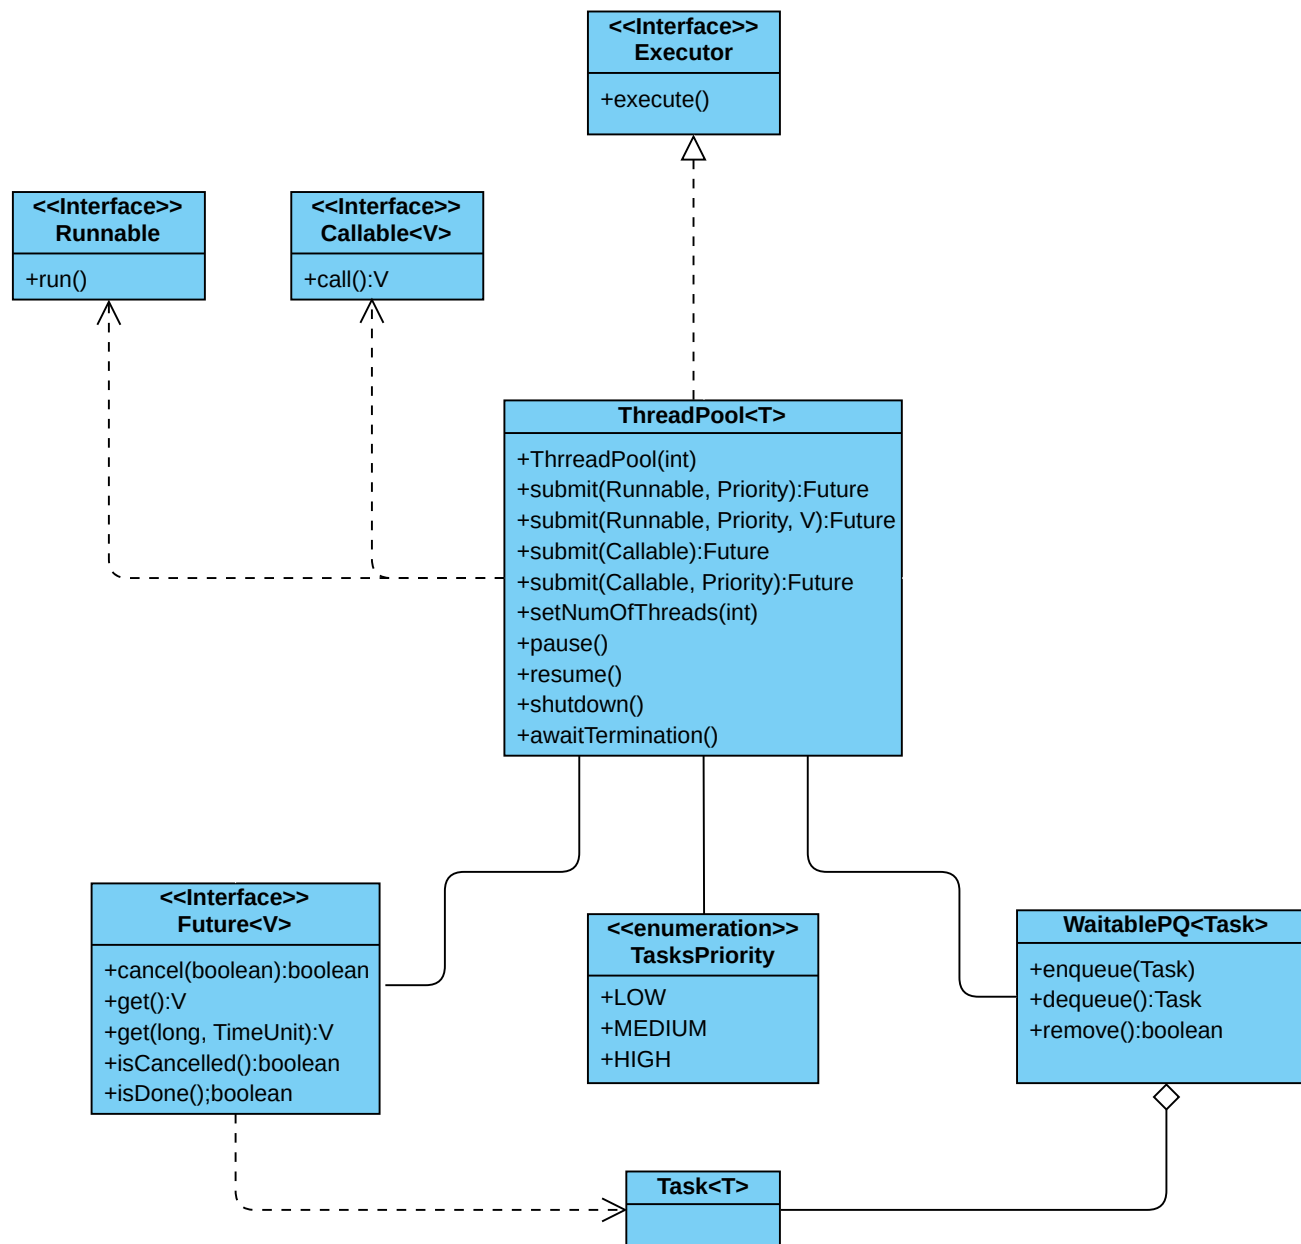 <<Interface>>
Executor
+execute()
<<Interface>>
Runnable
+run()
<<Interface>>
Callable<V>
+call():V
ThreadPool<T>
+ThrreadPool(int)
+submit(Runnable, Priority):Future
+submit(Runnable, Priority, V):Future
+submit(Callable):Future
+submit(Callable, Priority):Future
+setNumOfThreads(int)
+pause()
+resume()
+shutdown()
+awaitTermination()
<<Interface>>
Future<V>
+cancel(boolean):boolean
+get():V
+get(long, TimeUnit):V
+isCancelled():boolean
+isDone();boolean
<<enumeration>>
TasksPriority
+LOW
+MEDIUM
+HIGH
WaitablePQ<Task>
+enqueue(Task)
+dequeue():Task
+remove():boolean
Task<T>